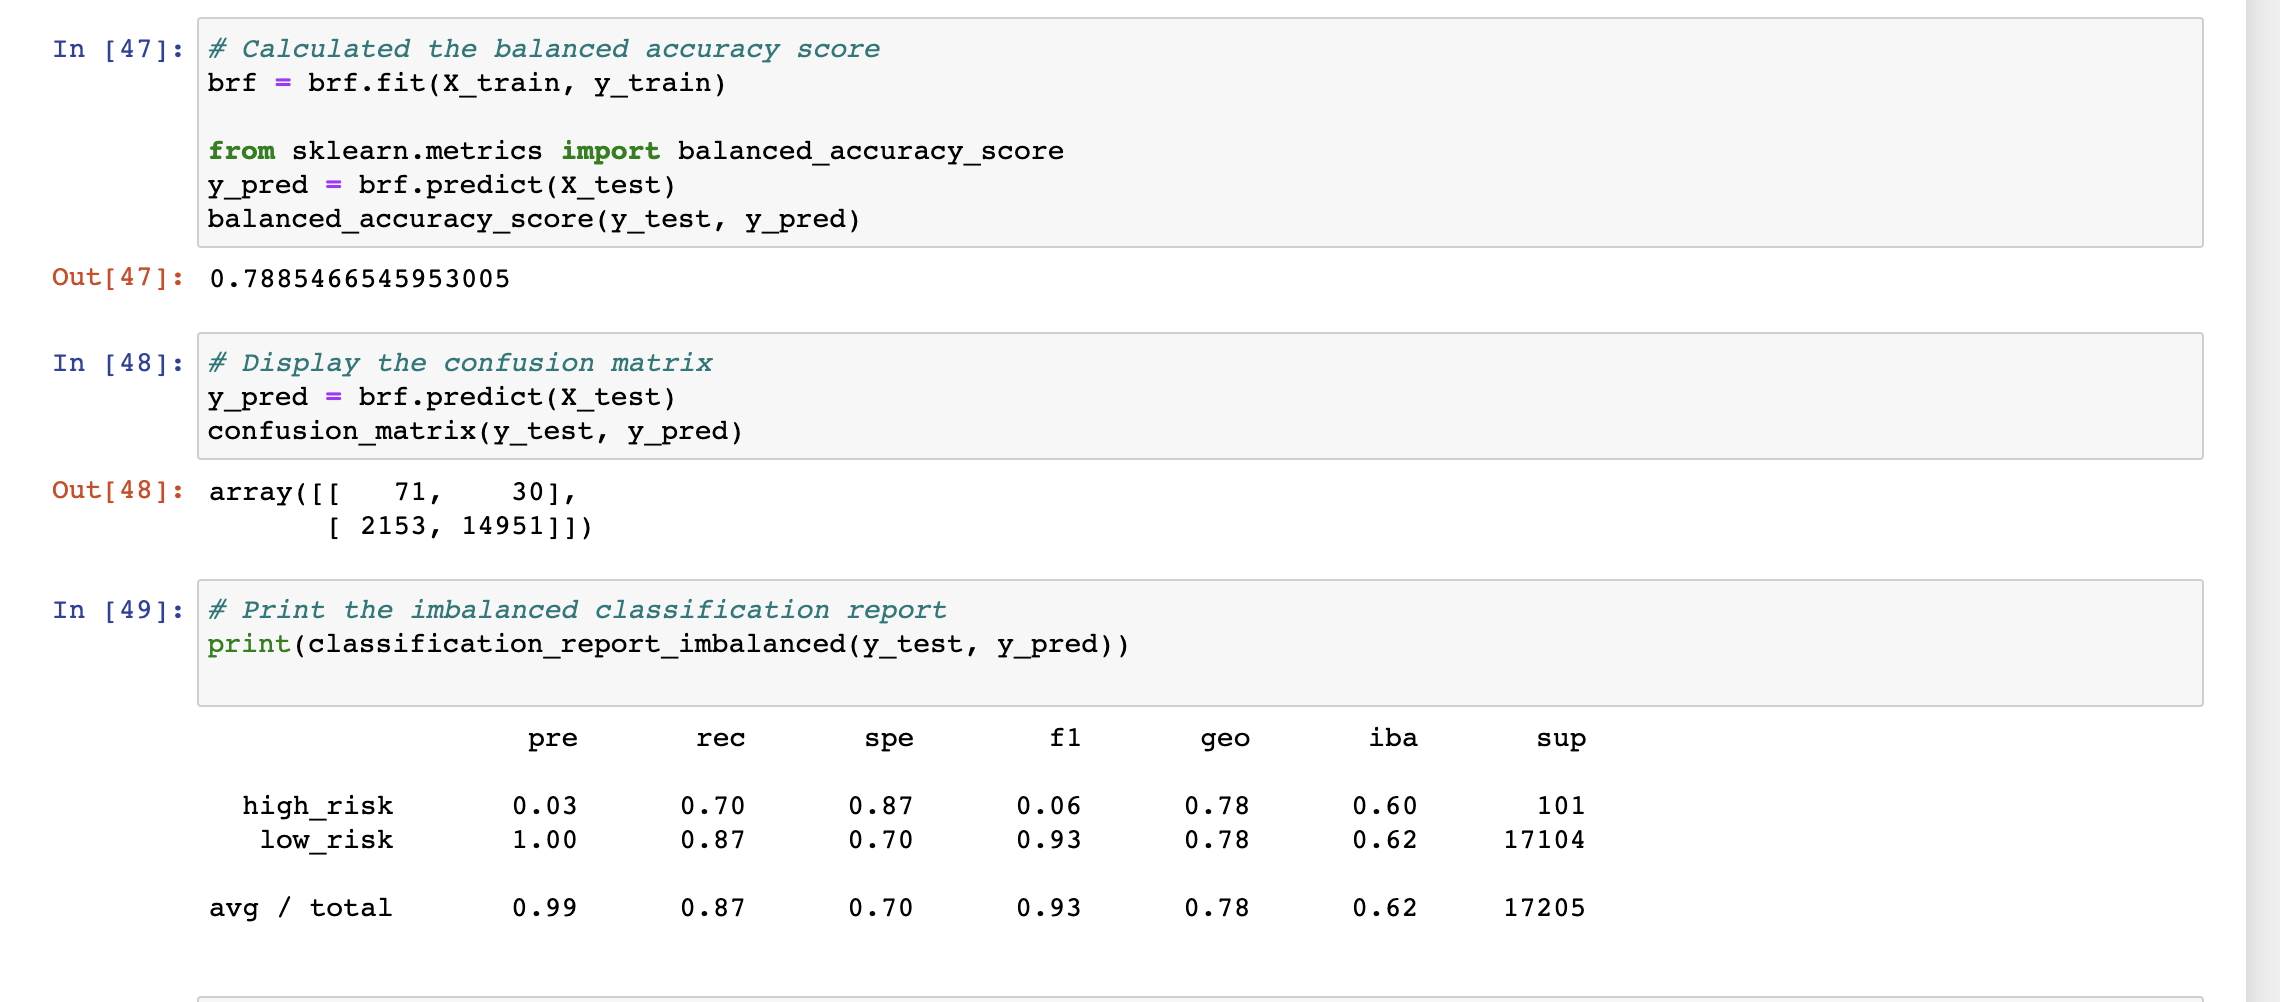 In [47]: # Calculated the balanced accuracy score
brf = brf.fit(X_train, y_train)
from sklearn.metrics import balanced_accuracy_score
y_pred = brf.predict(X_test)
balanced_accuracy_score(y_test, y_pred)
Out[47]: 0.7885466545953005
In [48]: # Display the confusion matrix
y_pred = brf.predict(X_test)
confusion_matrix(y_test, y_pred)
Out[48]: array([[   71,    30],
       [ 2153, 14951]])
In [49]: # Print the imbalanced classification report
print(classification_report_imbalanced(y_test, y_pred))
pre rec spe f1 geo iba sup
high_risk 0.03 0.70 0.87 0.06 0.78 0.60 101
low_risk 1.00 0.87 0.70 0.93 0.78 0.62 17104
avg / total 0.99 0.87 0.70 0.93 0.78 0.62 17205